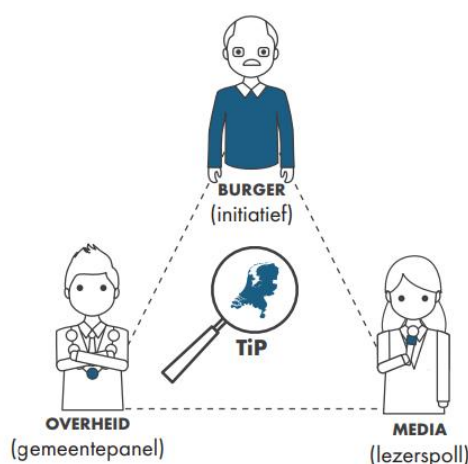 BURGER
(initiatief)
TiP
OVERHEID
(gemeentepanel)
MEDIA
(lezerspoll)